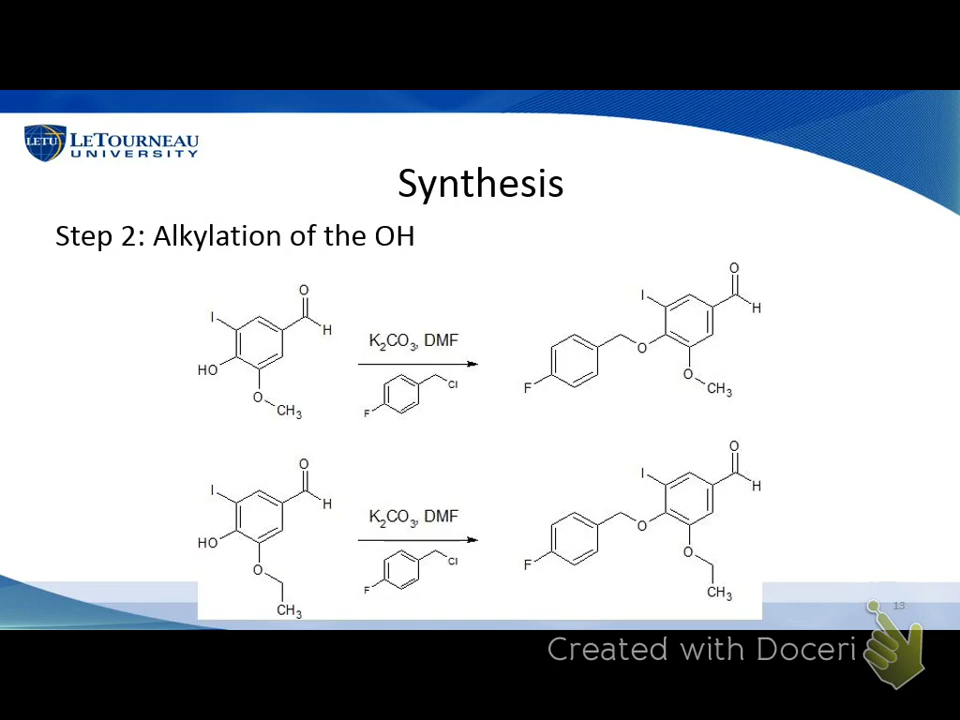 LETU
LETOURNEAU
UNIVERSITY
Synthesis
Step 2: Alkylation of the OH
O
I
H
HO
O
CH3
K2CO3, DMF
Cl
F
O
I
H
O
F
O
CH3
O
I
H
HO
O
CH3
K2CO3, DMF
Cl
F
O
I
H
O
F
O
CH3
13
Created with Doceri